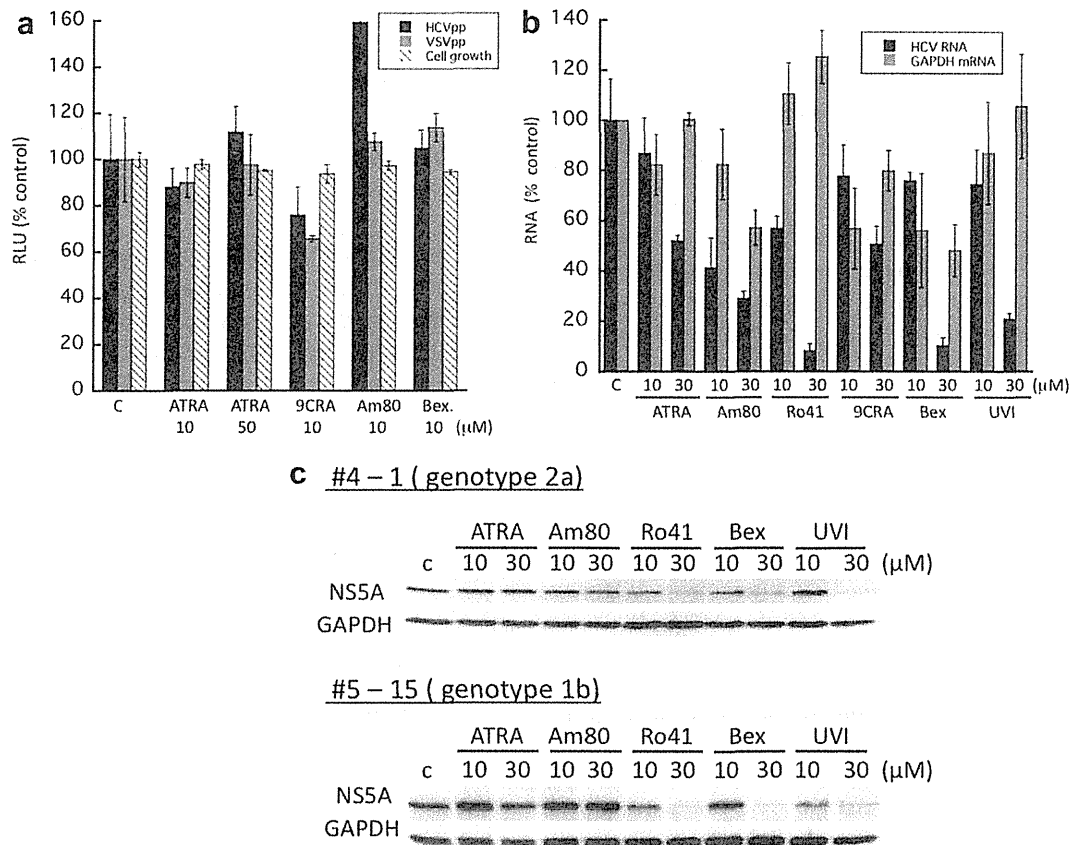 a
160
140
120
100
80
60
40
20
0
RLU (% control)
HCVpp
VSVpp
Cell growth
C ATRA ATRA 9CRA Am80 Bex.
10 50 10 10 10 (μM)
b
140
120
100
80
60
40
20
0
RNA (% control)
HCV RNA
GAPDH mRNA
C 10 30 10 30 10 30 10 30 10 30 10 30 (μM)
ATRA Am80 Ro41 9CRA Bex UVI
c #4 – 1 ( genotype 2a)
ATRA Am80 Ro41 Bex UVI
c 10 30 10 30 10 30 10 30 10 30 (μM)
NS5A
GAPDH
#5 – 15 ( genotype 1b)
ATRA Am80 Ro41 Bex UVI
c 10 30 10 30 10 30 10 30 10 30 (μM)
NS5A
GAPDH